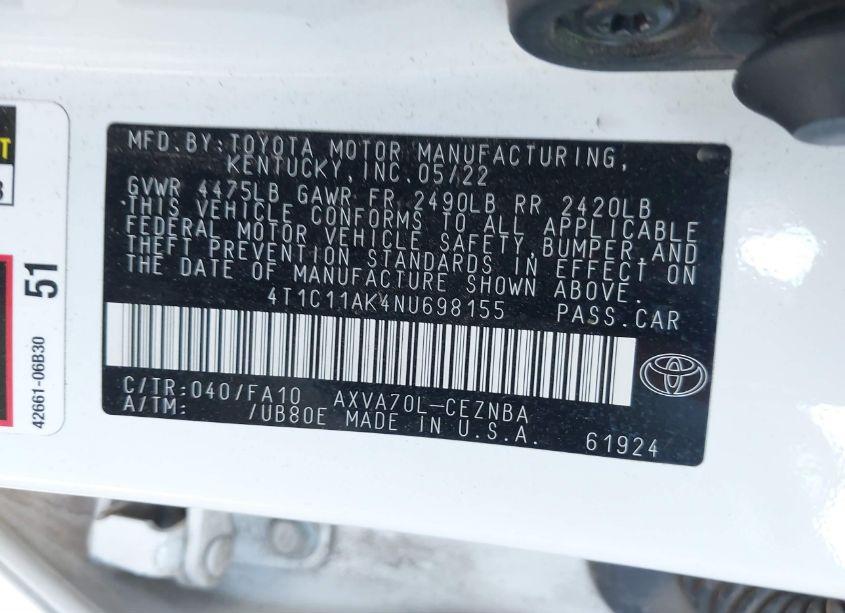 MFD.BY:TOYOTA MOTOR MANUFACTURING,
KENTUCKY,INC.05/22
GVWR 4475LB GAWR FR 2490LB RR 2420LB
THIS VEHICLE CONFORMS TO ALL APPLICABLE
FEDERAL MOTOR VEHICLE SAFETY,BUMPER,AND
THEFT PREVENTION STANDARDS IN EFFECT ON
THE DATE OF MANUFACTURE SHOWN ABOVE.
4T1C11AK4NU698155 PASS.CAR
C/TR:040/FA10 AXVA70L-CEZNBA
A/TM: /UB80E MADE IN U.S.A. 61924
51
42661-06B30